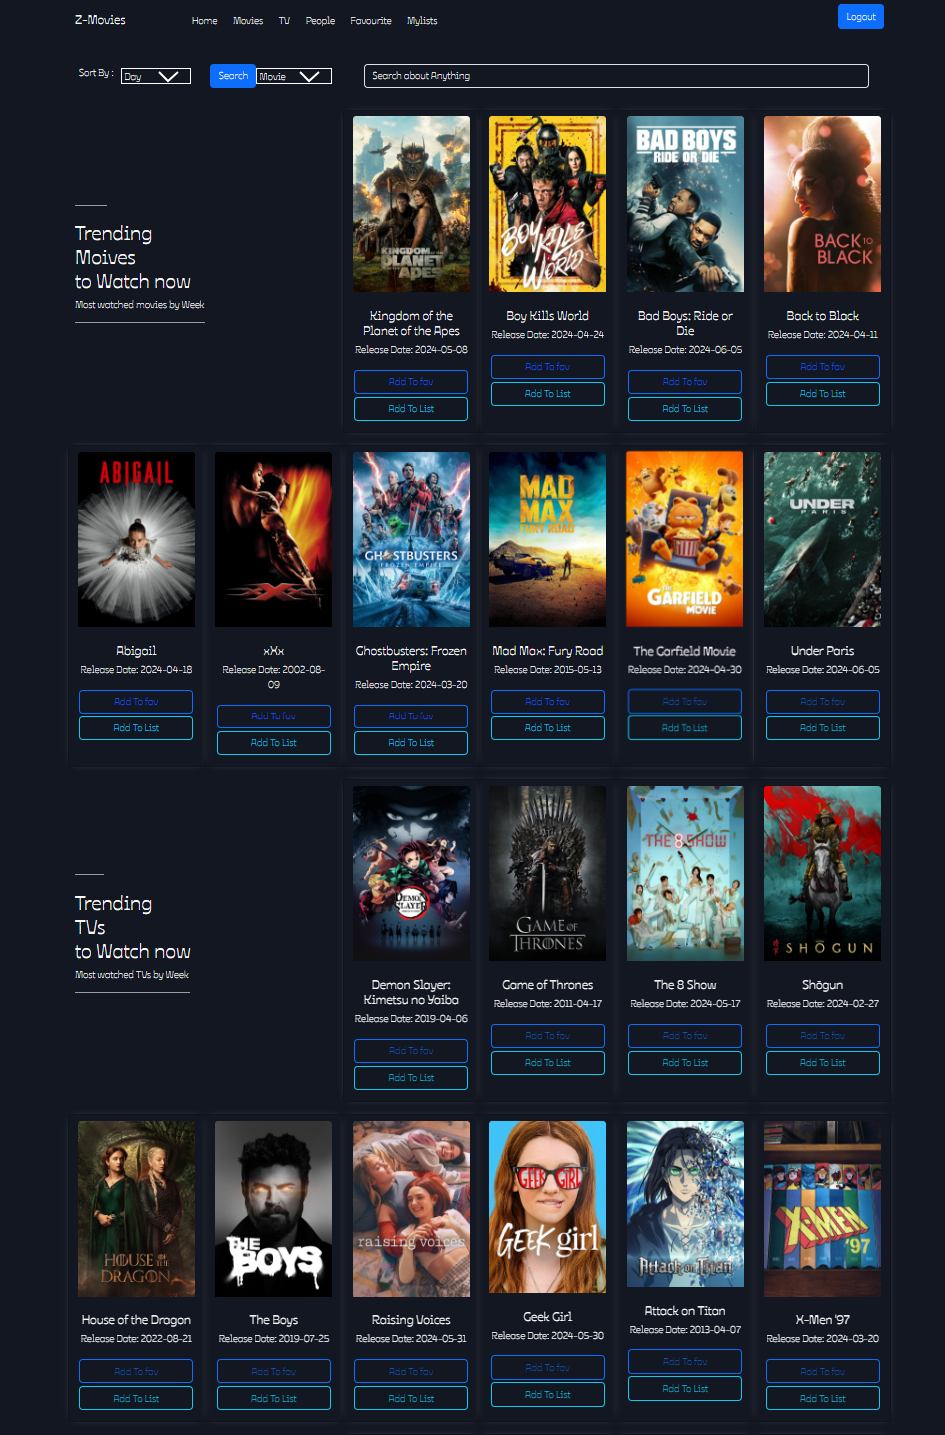 Z-Movies
Home Movies TV People Favourite Mylists
Logout
Sort By :
Day
Search
Movie
Search about Anything
Trending
Moives
to Watch now
Most watched movies by Week
KINGDOM OF THE
PLANET OF THE
APES
Kingdom of the
Planet of the Apes
Release Date: 2024-05-08
Add To fav
Add To List
BOY KILLS
WORLD
Boy Kills World
Release Date: 2024-04-24
Add To fav
Add To List
BAD BOYS
RIDE OR DIE
Bad Boys: Ride or
Die
Release Date: 2024-06-05
Add To fav
Add To List
BACK TO
BLACK
Back to Black
Release Date: 2024-04-11
Add To fav
Add To List
ABIGAIL
Abigail
Release Date: 2024-04-18
Add To fav
Add To List
xXx
xXx
Release Date: 2002-08-
09
Add To fav
Add To List
GHOSTBUSTERS
FROZEN EMPIRE
Ghostbusters: Frozen
Empire
Release Date: 2024-03-20
Add To fav
Add To List
MAD
MAX
FURY ROAD
Mad Max: Fury Road
Release Date: 2015-05-13
Add To fav
Add To List
THE
GARFIELD
MOVIE
The Garfield Movie
Release Date: 2024-04-30
Add To fav
Add To List
UNDER
PARIS
Under Paris
Release Date: 2024-06-05
Add To fav
Add To List
Trending
TVs
to Watch now
Most watched TVs by Week
DEMON
SLAYER
Demon Slayer:
Kimetsu no Yaiba
Release Date: 2019-04-06
Add To fav
Add To List
GAME OF
THRONES
Game of Thrones
Release Date: 2011-04-17
Add To fav
Add To List
THE 8 SHOW
The 8 Show
Release Date: 2024-05-17
Add To fav
Add To List
SHŌGUN
Shōgun
Release Date: 2024-02-27
Add To fav
Add To List
HOUSE OF THE
DRAGON
House of the Dragon
Release Date: 2022-08-21
Add To fav
Add To List
THE
BOYS
The Boys
Release Date: 2019-07-25
Add To fav
Add To List
raising voices
Raising Voices
Release Date: 2024-05-31
Add To fav
Add To List
GEEK GIRL
GEEK girl
Geek Girl
Release Date: 2024-05-30
Add To fav
Add To List
Attack on Titan
Attack on Titan
Release Date: 2013-04-07
Add To fav
Add To List
X-MEN
'97
X-Men '97
Release Date: 2024-03-20
Add To fav
Add To List